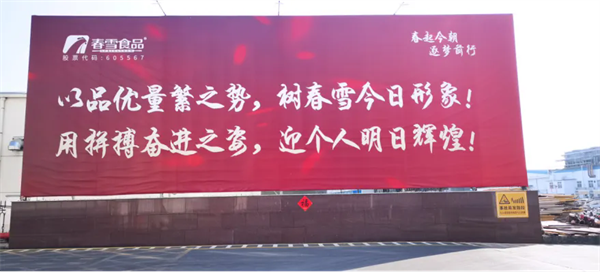 春雪食品®
股票代码:605567
春起今朝
逐梦前行
以品优量繁之势,树春雪今日形象!
用拼搏奋进之姿,迎个人明日辉煌!
福